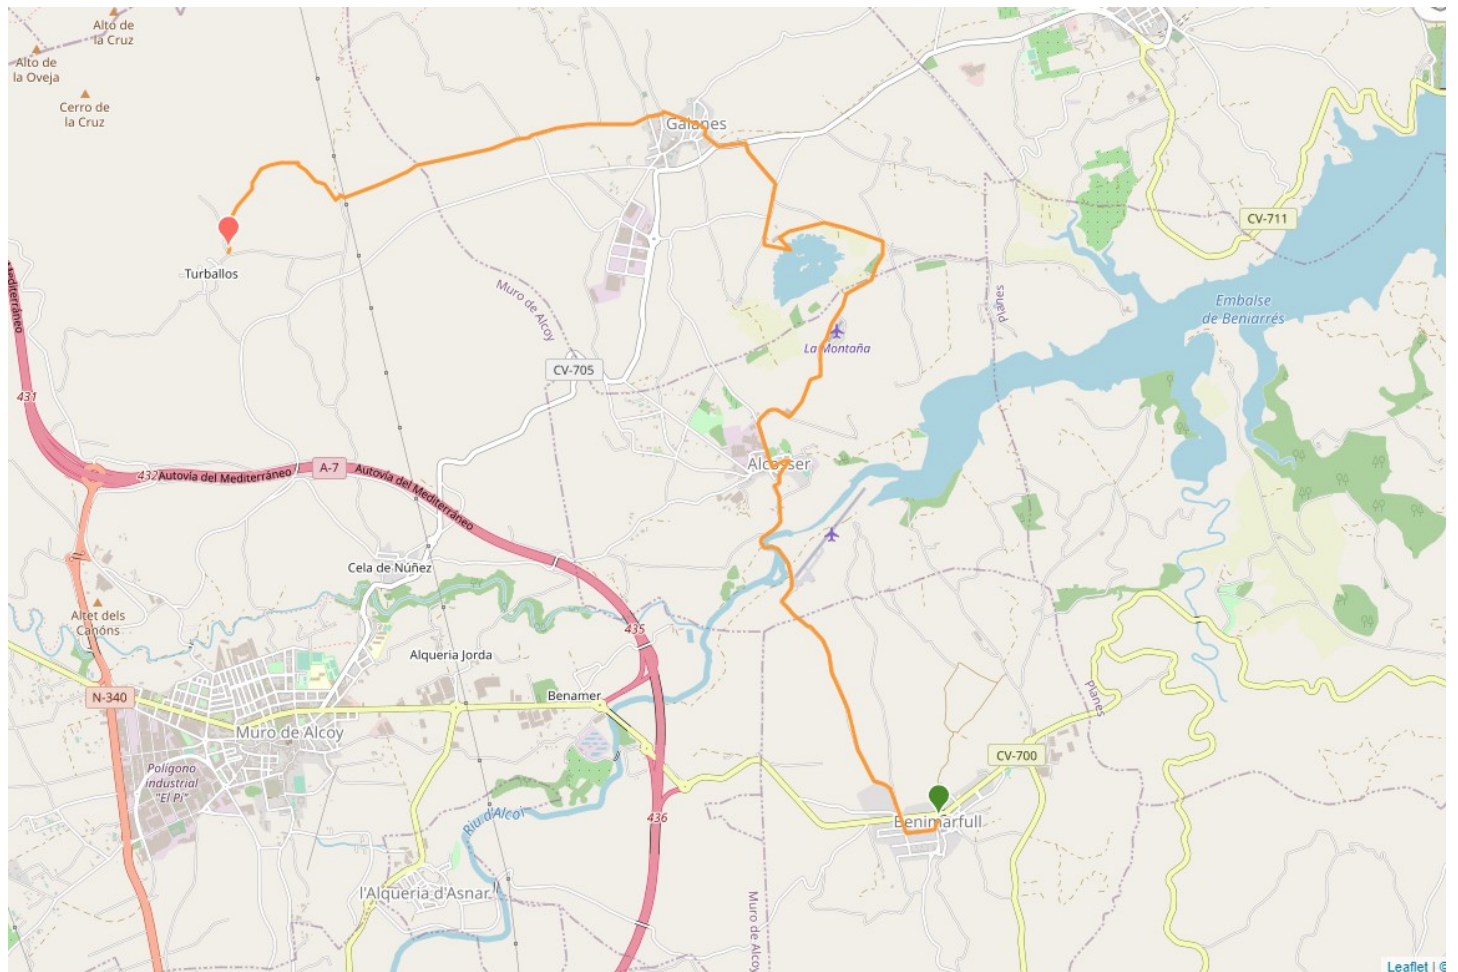 Alto de
la Cruz
Alto de
la Oveja
Cerro de
la Cruz
Gaianes
CV-711
Turballos
Mediterráneo
Muro de Alcoy
Planes
Embalse
de Beniarrés
La Montaña
CV-705
431
432
Autovía del Mediterráneo
A-7
Autovía del Mediterráneo
Cela de Núñez
Altet dels
Canóns
435
Alqueria Jorda
Benamer
N-340
Muro de Alcoy
Planes
Polígono
industrial
"El Pi"
CV-700
Riu d'Alcoi
436
Benimarfull
l'Alqueria d'Asnar
Muro de Alcoy
Leaflet | ©